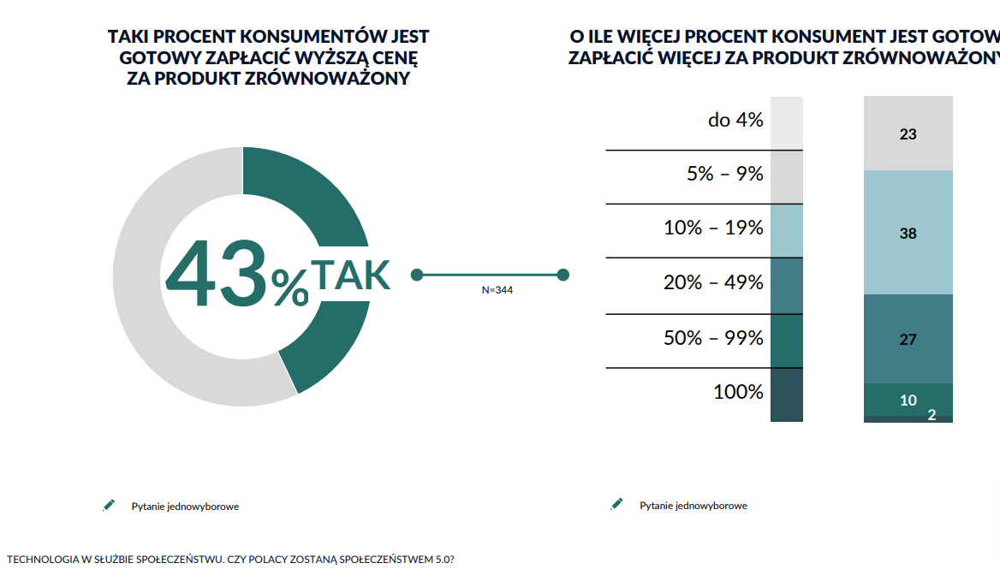 TAKI PROCENT KONSUMENTÓW JEST
GOTOWY ZAPŁACIĆ WYŻSZĄ CENĘ
ZA PRODUKT ZRÓWNOWAŻONY
43% TAK
N=344
Pytanie jednowyborowe
O ILE WIĘCEJ PROCENT KONSUMENT JEST GOTOW
ZAPŁACIĆ WIĘCEJ ZA PRODUKT ZRÓWNOWAŻONY
do 4%
5% – 9%
10% – 19%
20% – 49%
50% – 99%
100%
23
38
27
10
2
Pytanie jednowyborowe
TECHNOLOGIA W SŁUŻBIE SPOŁECZEŃSTWU. CZY POLACY ZOSTANĄ SPOŁECZEŃSTWEM 5.0?